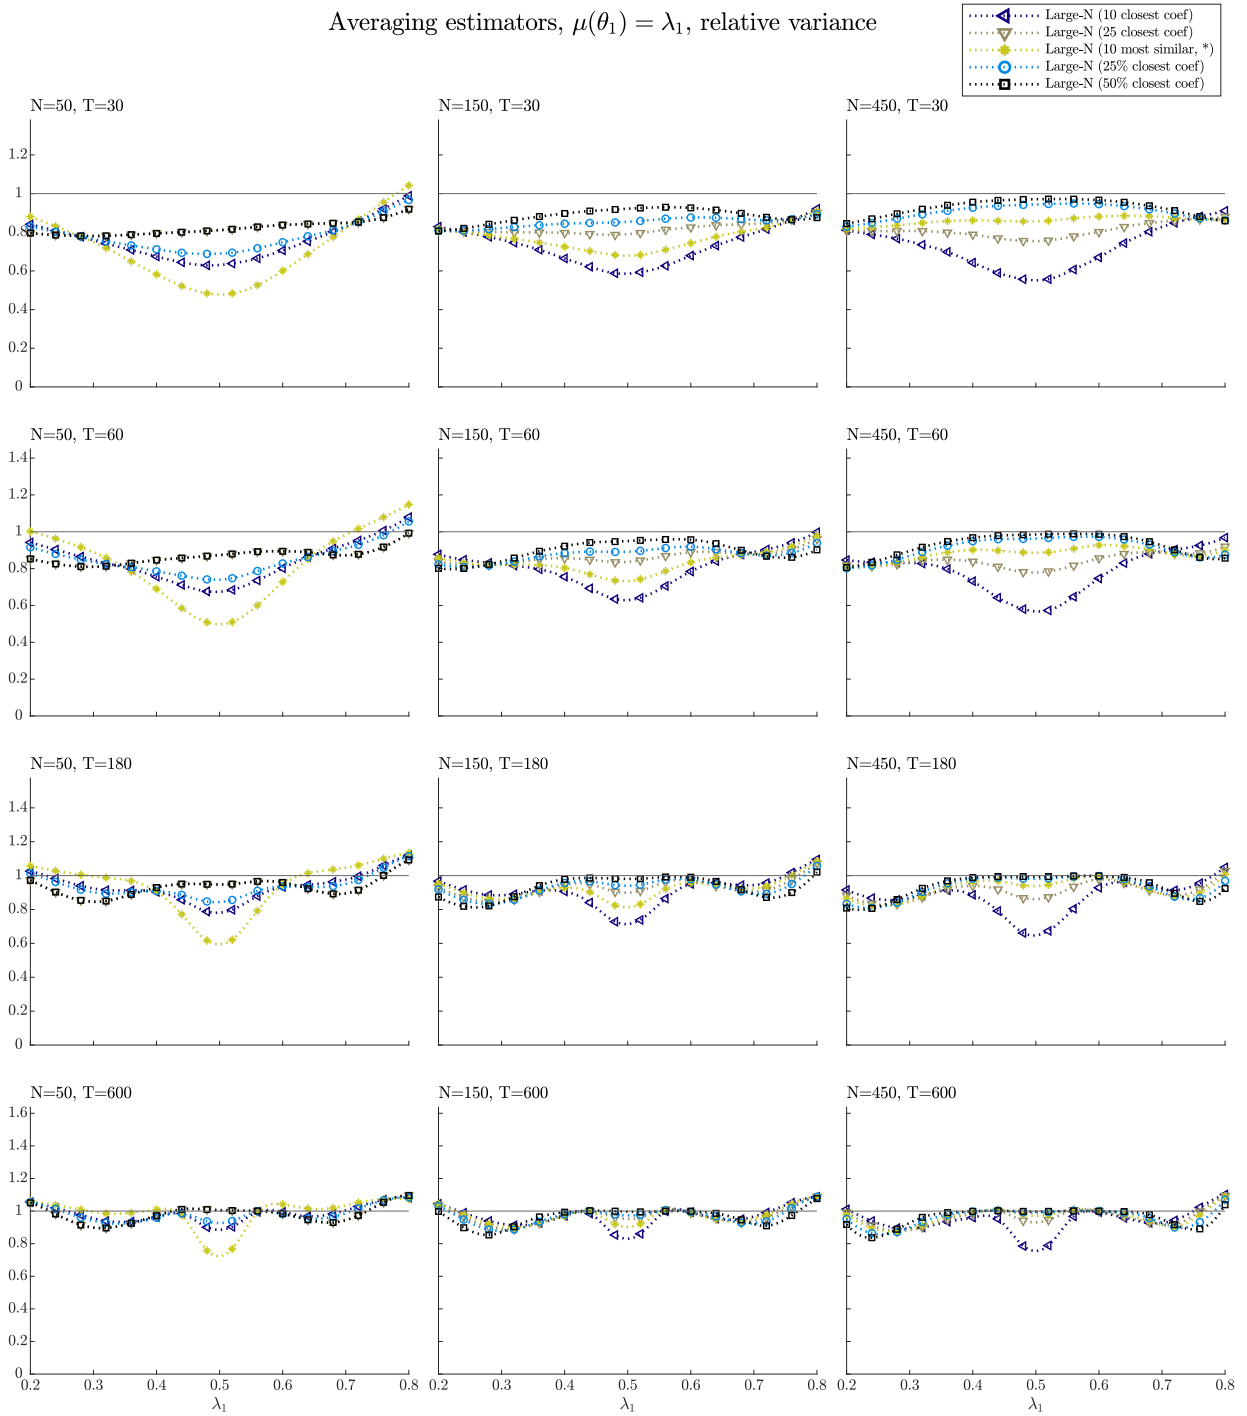 Averaging estimators, μ(θ₁) = λ₁, relative variance
Large-N (10 closest coef)
Large-N (25 closest coef)
Large-N (10 most similar, *)
Large-N (25% closest coef)
Large-N (50% closest coef)
N=50, T=30
N=150, T=30
N=450, T=30
1.2
1
0.8
0.6
0.4
0.2
0
N=50, T=60
N=150, T=60
N=450, T=60
1.4
1.2
1
0.8
0.6
0.4
0.2
0
N=50, T=180
N=150, T=180
N=450, T=180
1.4
1.2
1
0.8
0.6
0.4
0.2
0
N=50, T=600
N=150, T=600
N=450, T=600
1.6
1.4
1.2
1
0.8
0.6
0.4
0.2
0
0.2 0.3 0.4 0.5 0.6 0.7 0.8 0.2 0.3 0.4 0.5 0.6 0.7 0.8 0.2 0.3 0.4 0.5 0.6 0.7 0.8
λ₁ λ₁ λ₁